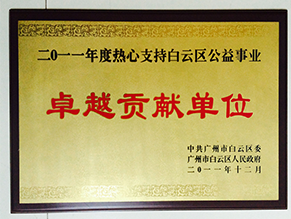 二〇一一年度热心支持白云区公益事业
卓越贡献单位
中共广州市白云区委
广州市白云区人民政府
二〇一一年十二月